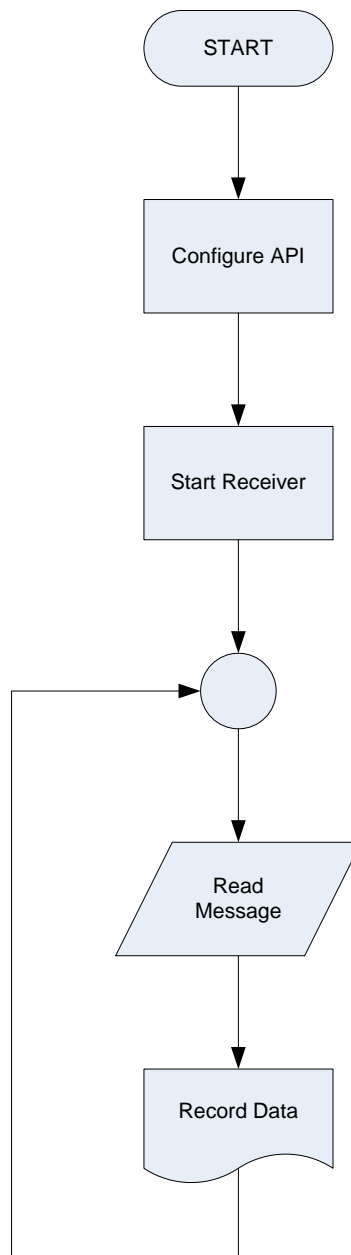 START
Configure API
Start Receiver
Read
Message
Record Data